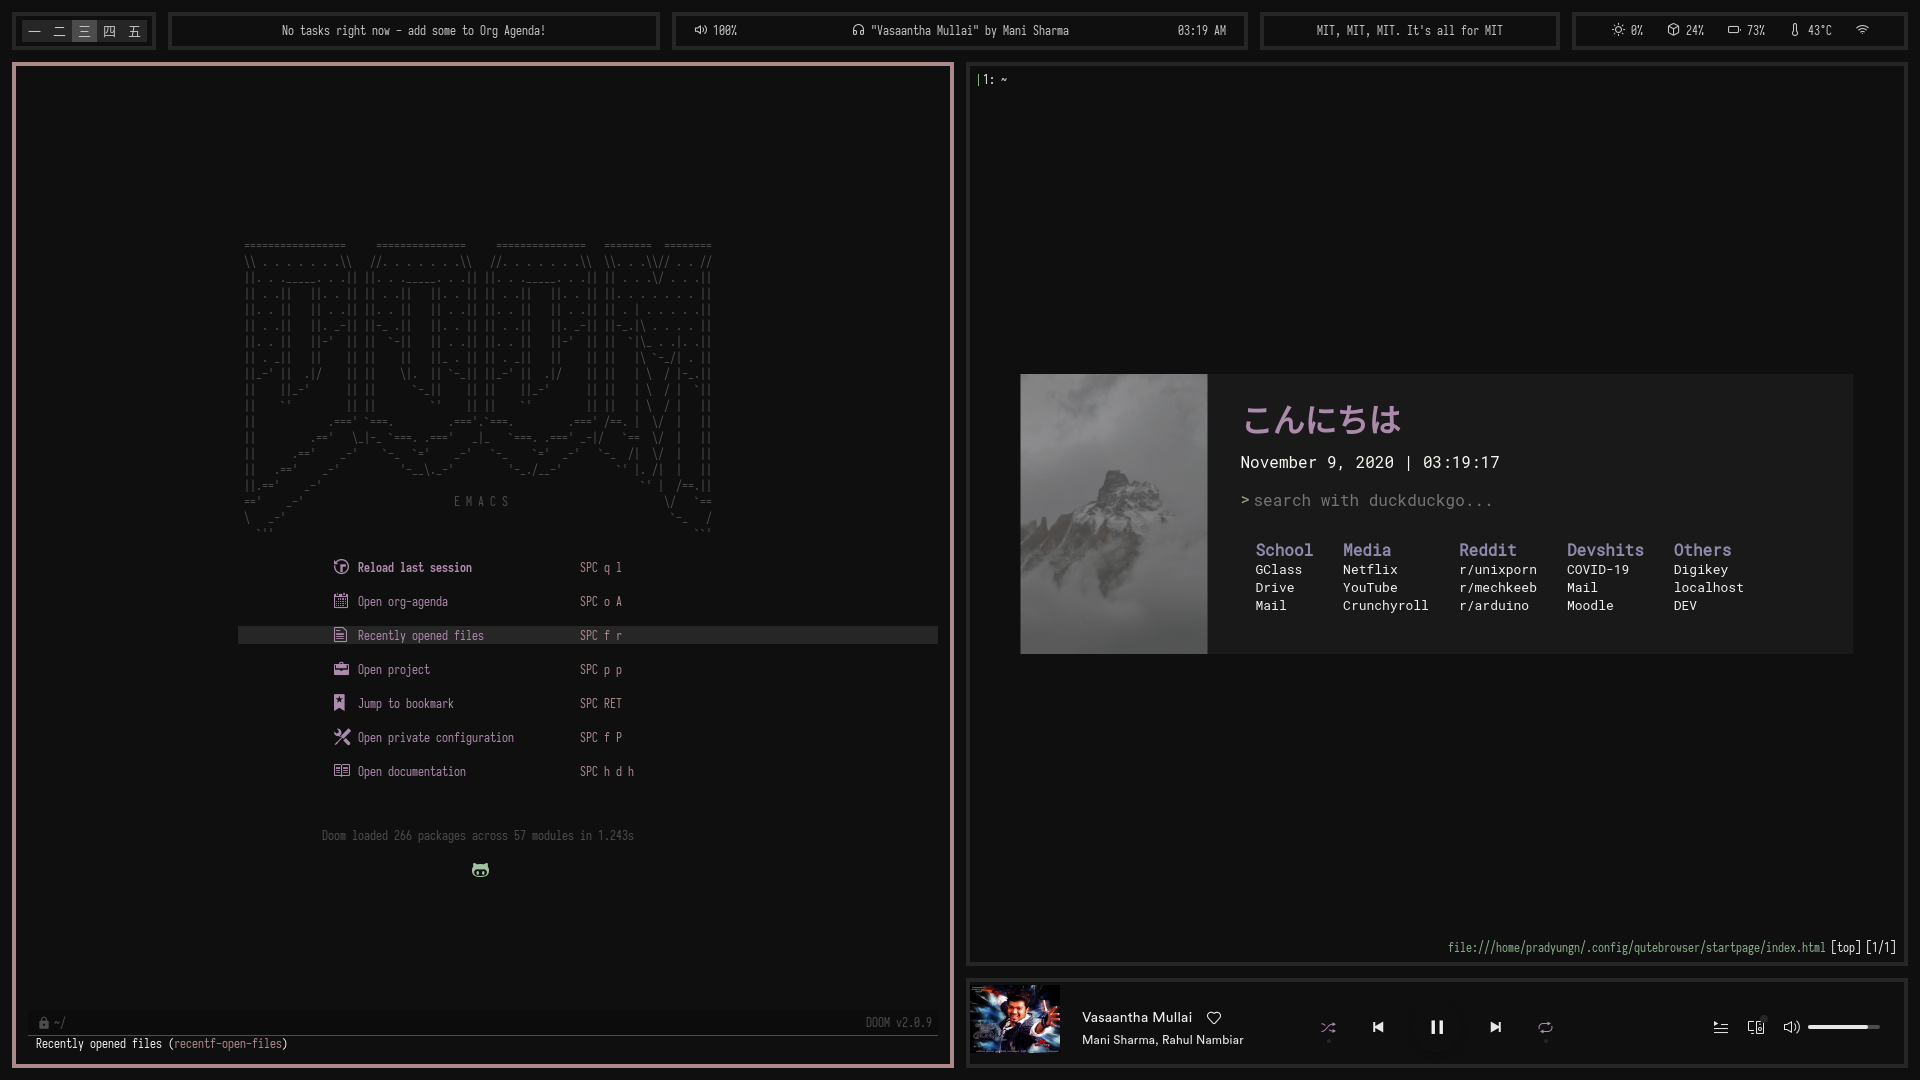 一 二 三 四 五
No tasks right now - add some to Org Agenda!
100%
"Vasaantha Mullai" by Mani Sharma
03:19 AM
MIT, MIT, MIT. It's all for MIT
0% 24% 73% 43°C
E M A C S
Reload last session SPC q l
Open org-agenda SPC o A
Recently opened files SPC f r
Open project SPC p p
Jump to bookmark SPC RET
Open private configuration SPC f P
Open documentation SPC h d h
Doom loaded 266 packages across 57 modules in 1.243s
~/ DOOM v2.0.9
Recently opened files (recentf-open-files)
1: ~
こんにちは
November 9, 2020 | 03:19:17
> search with duckduckgo...
School Media Reddit Devshits Others
GClass Netflix r/unixporn COVID-19 Digikey
Drive YouTube r/mechkeeb Mail localhost
Mail Crunchyroll r/arduino Moodle DEV
file:///home/pradyungn/.config/qutebrowser/startpage/index.html [top] [1/1]
Vasaantha Mullai
Mani Sharma, Rahul Nambiar